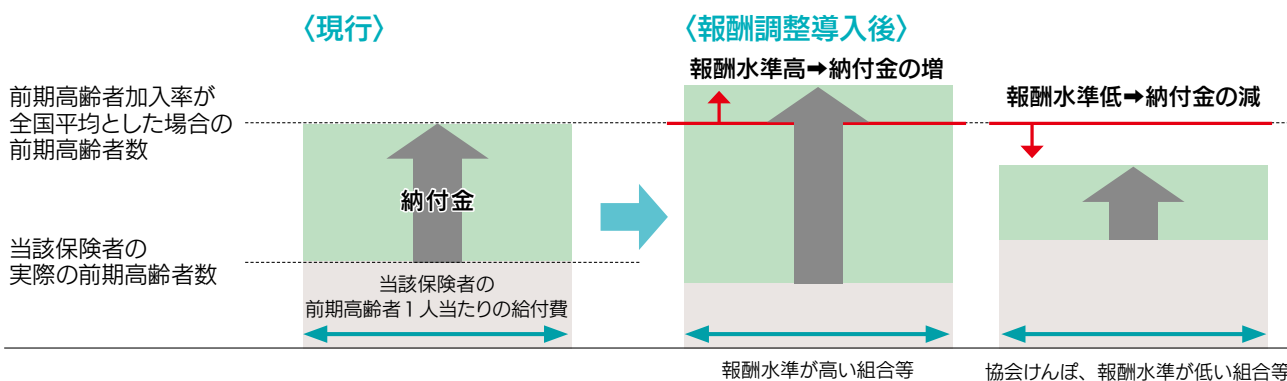 〈現行〉
〈報酬調整導入後〉
報酬水準高➡納付金の増
報酬水準低➡納付金の減
前期高齢者加入率が
全国平均とした場合の
前期高齢者数
納付金
当該保険者の
実際の前期高齢者数
当該保険者の
前期高齢者1人当たりの給付費
報酬水準が高い組合等
協会けんぽ、報酬水準が低い組合等